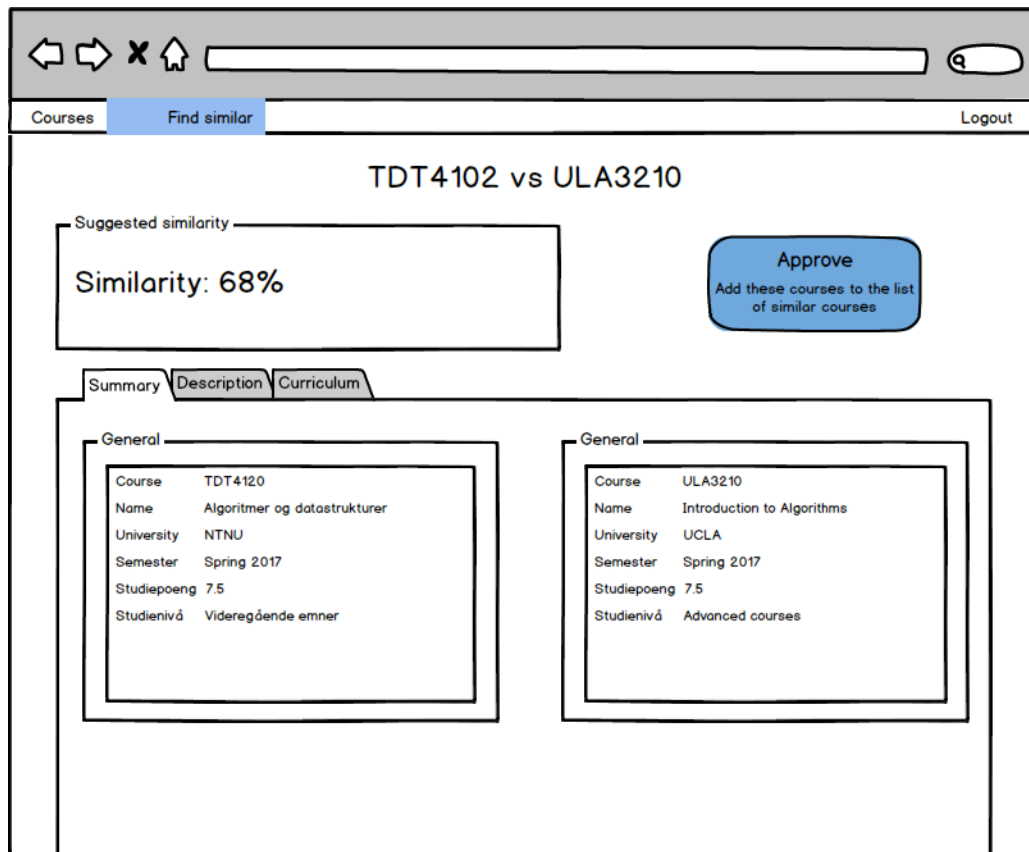 Courses Find similar Logout
TDT4102 vs ULA3210
Suggested similarity
Similarity: 68%
Approve
Add these courses to the list
of similar courses
Summary Description Curriculum
General
Course TDT4120
Name Algoritmer og datastrukturer
University NTNU
Semester Spring 2017
Studiepoeng 7.5
Studienivå Videregående emner
General
Course ULA3210
Name Introduction to Algorithms
University UCLA
Semester Spring 2017
Studiepoeng 7.5
Studienivå Advanced courses